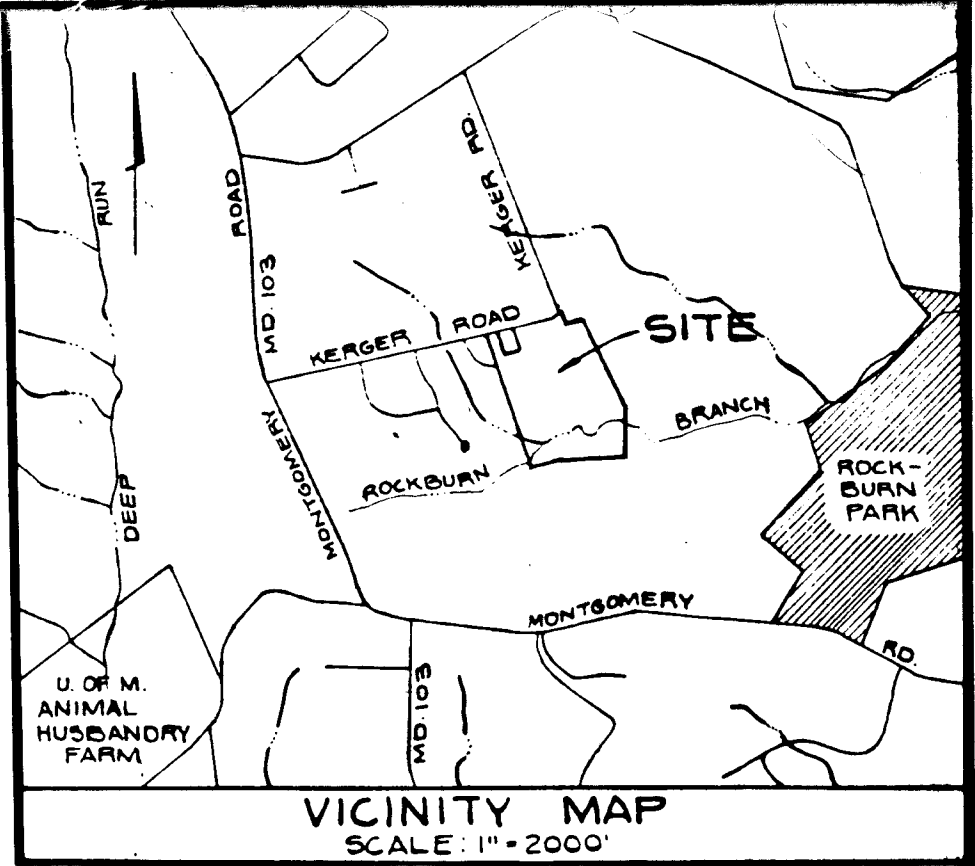 RUN
ROAD
MD. 103
KERGER RD.
KERGER ROAD
SITE
MONTGOMERY
ROCKBURN BRANCH
DEEP
ROCK-
BURN
PARK
MONTGOMERY RD.
U. OF M.
ANIMAL
HUSBANDRY
FARM
MD. 103
VICINITY MAP
SCALE: 1" = 2000'